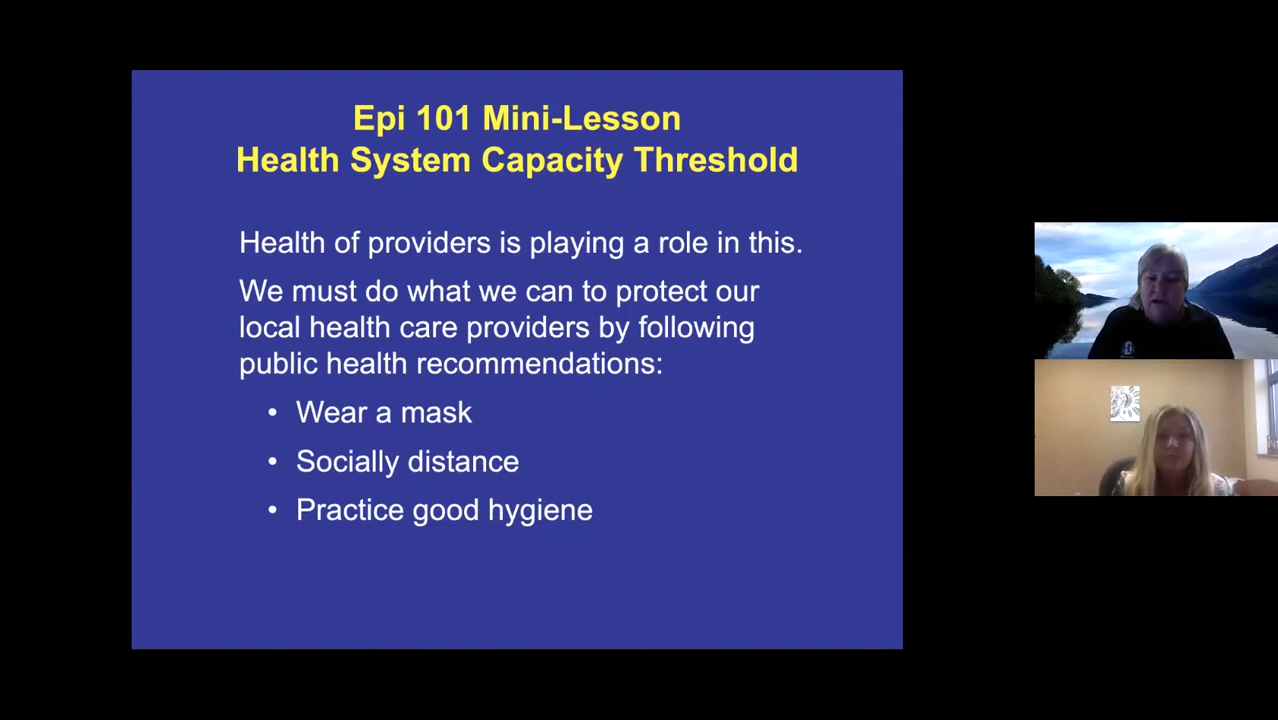 Epi 101 Mini-Lesson
Health System Capacity Threshold
Health of providers is playing a role in this.
We must do what we can to protect our
local health care providers by following
public health recommendations:
• Wear a mask
• Socially distance
• Practice good hygiene